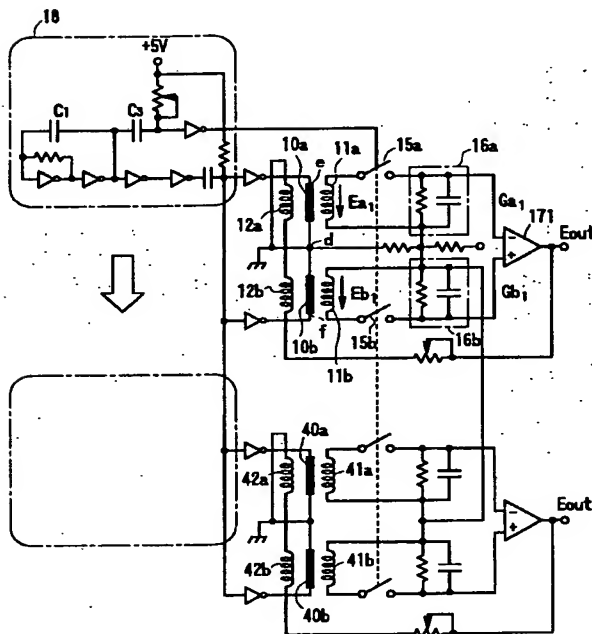 18
+5V
C1
C2
10a
e
11a
15a
16a
Ea1
Ga1
171
12a
d
Eout
- +
12b
Eb1
Gb1
10b
f
15b
11b
16b
40a
42a
41a
Eout
- +
42b
41b
40b